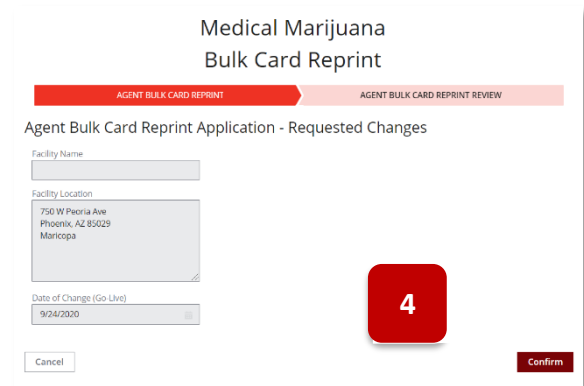 Medical Marijuana
Bulk Card Reprint
AGENT BULK CARD REPRINT
AGENT BULK CARD REPRINT REVIEW
Agent Bulk Card Reprint Application - Requested Changes
Facility Name
Facility Location
750 W Peoria Ave
Phoenix, AZ 85029
Maricopa
Date of Change (Go-Live)
9/24/2020
4
Cancel
Confirm